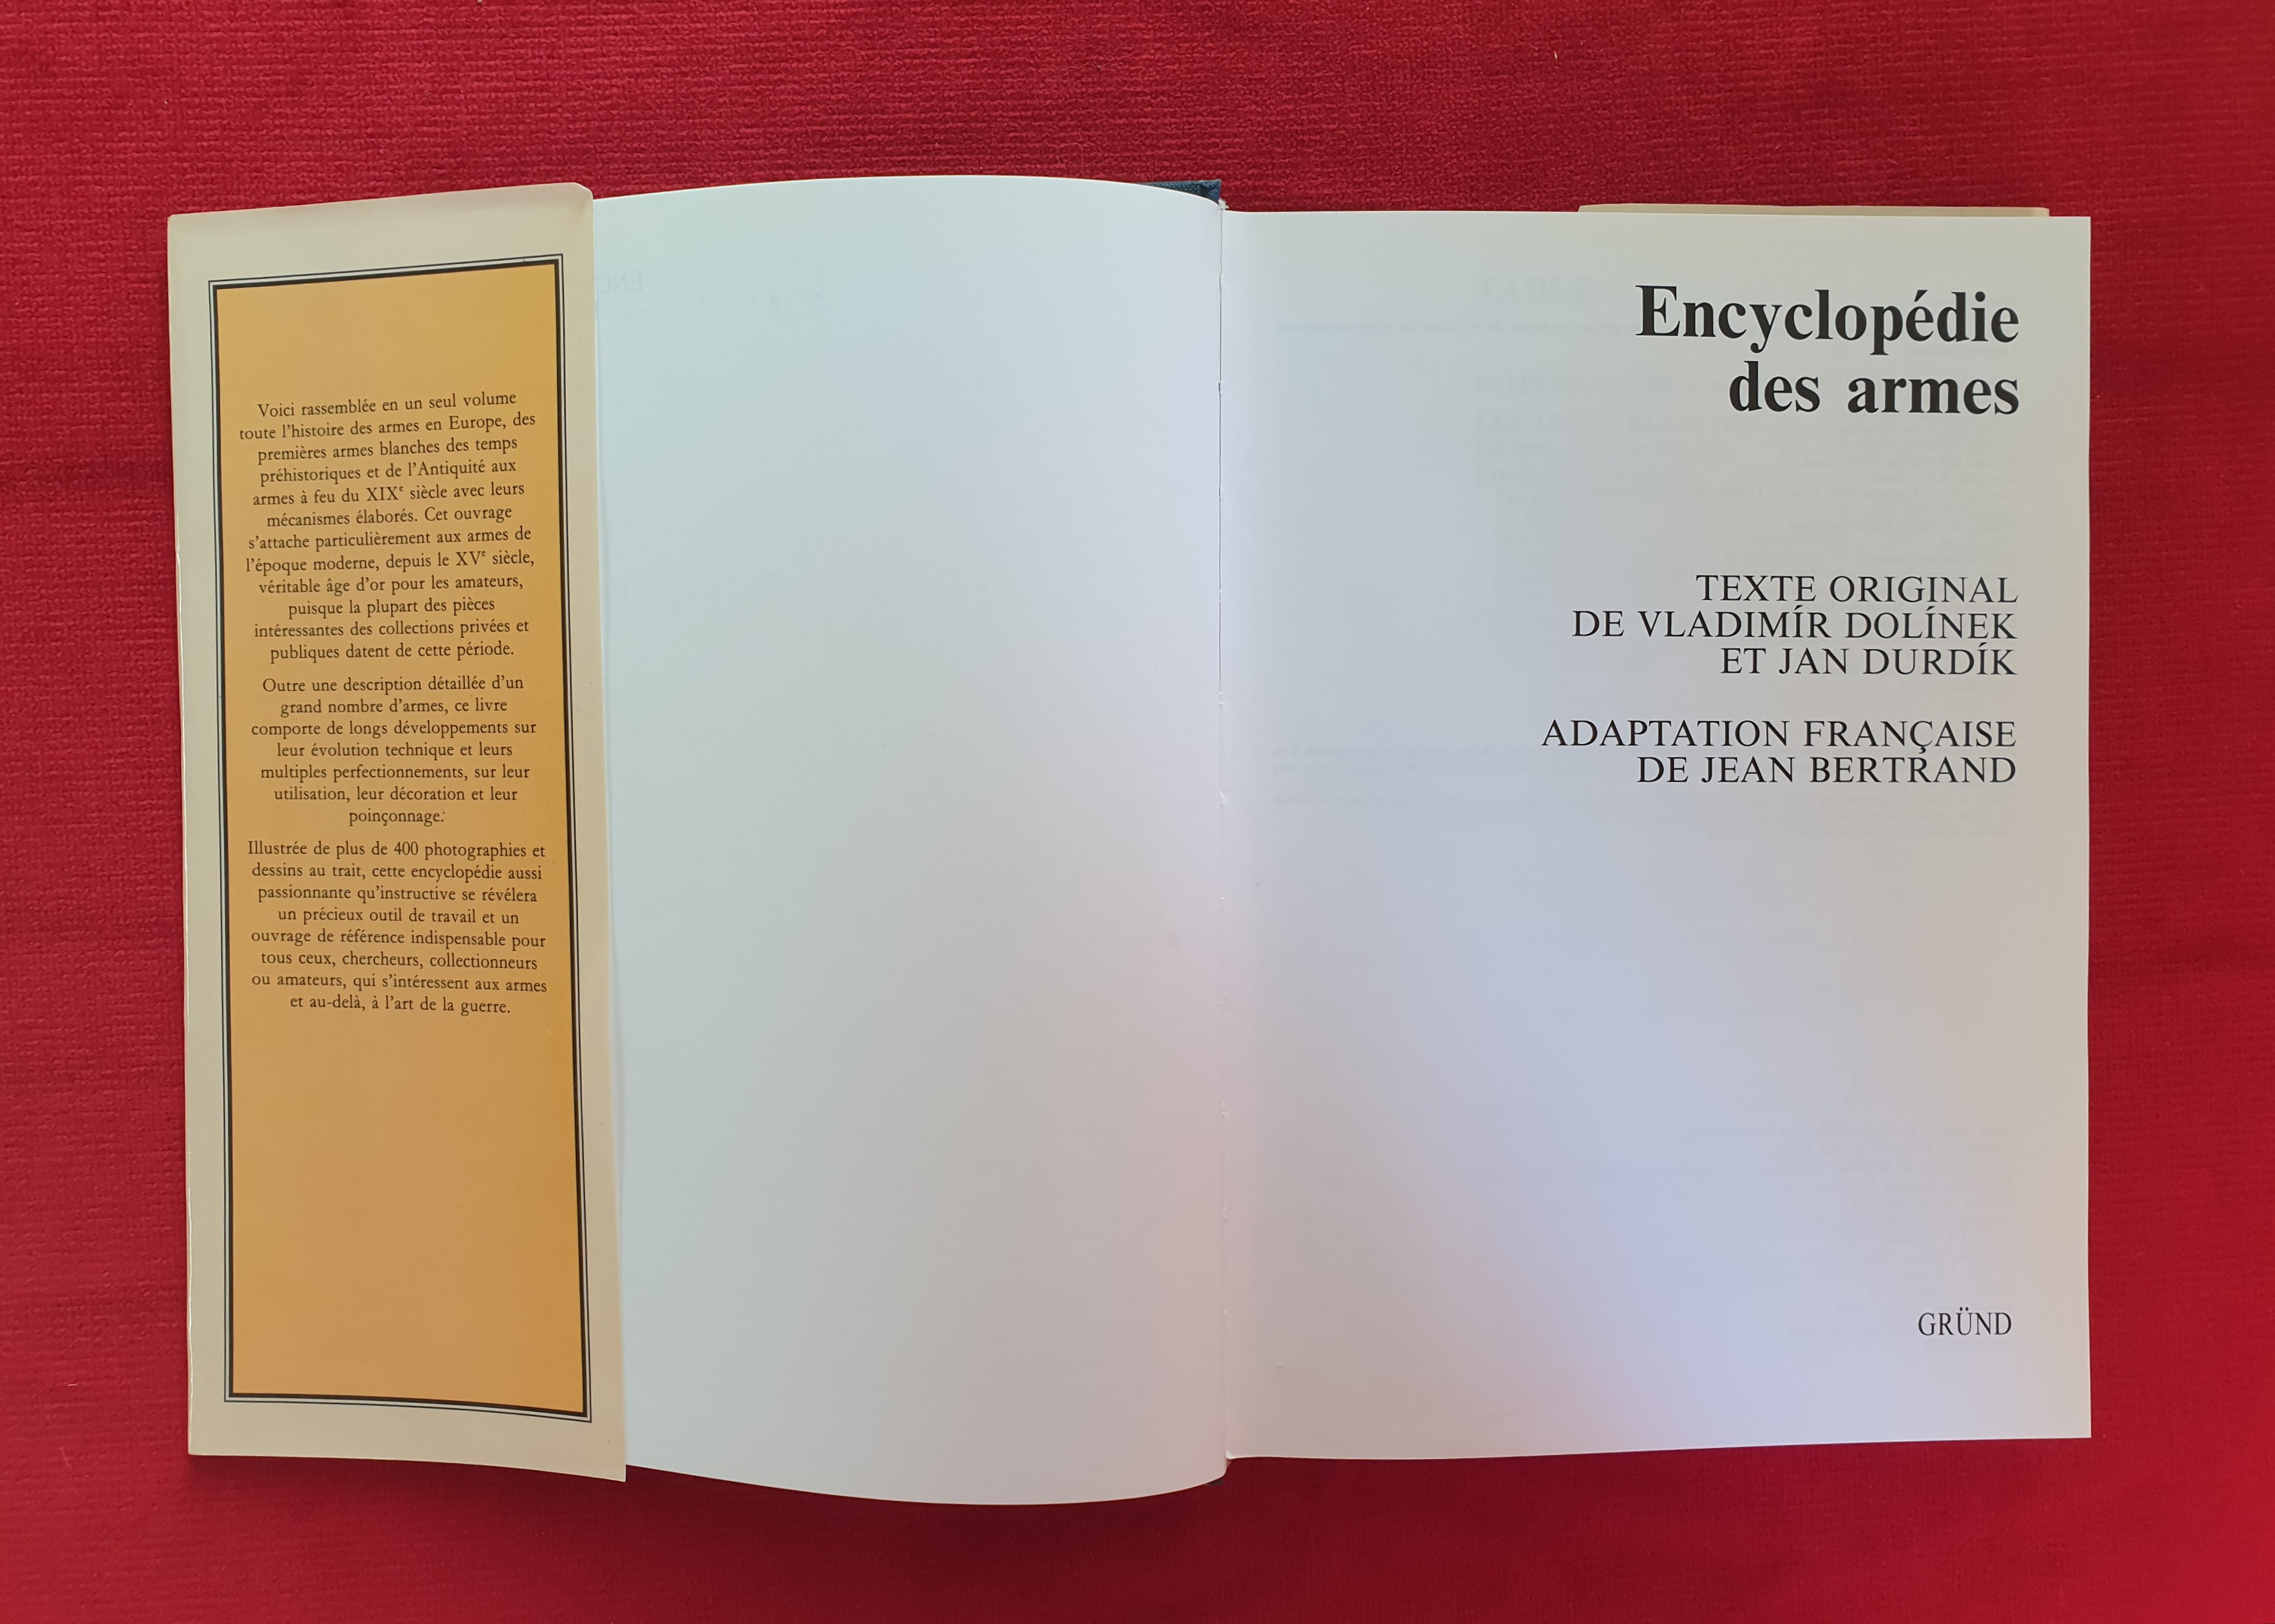 Voici rassemblée en un seul volume
toute l'histoire des armes en Europe, des
premières armes blanches des temps
préhistoriques et de l'Antiquité aux
armes à feu du XIXe siècle avec leurs
mécanismes élaborés. Cet ouvrage
s'attache particulièrement aux armes de
l'époque moderne, depuis le XVe siècle,
véritable âge d'or pour les amateurs,
puisque la plupart des pièces
intéressantes des collections privées et
publiques datent de cette période.
Outre une description détaillée d'un
grand nombre d'armes, ce livre
comporte de longs développements sur
leur évolution technique et leurs
multiples perfectionnements, sur leur
utilisation, leur décoration et leur
poinçonnage.
Illustrée de plus de 400 photographies et
dessins au trait, cette encyclopédie aussi
passionnante qu'instructive se révélera
un précieux outil de travail et un
ouvrage de référence indispensable pour
tous ceux, chercheurs, collectionneurs
ou amateurs, qui s'intéressent aux armes
et au-delà, à l'art de la guerre.
Encyclopédie
des armes
TEXTE ORIGINAL
DE VLADIMÍR DOLÍNEK
ET JAN DURDÍK
ADAPTATION FRANÇAISE
DE JEAN BERTRAND
GRÜND